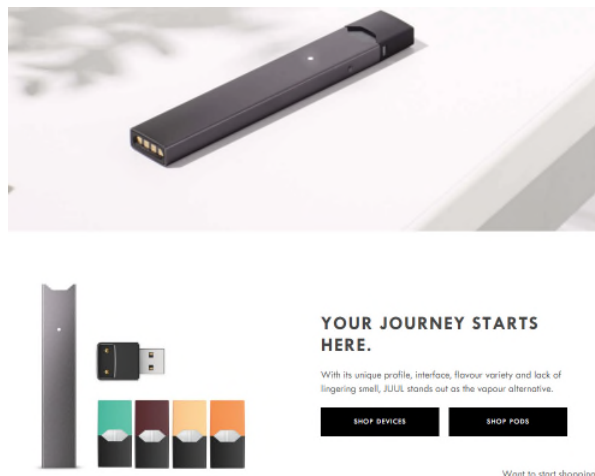 YOUR JOURNEY STARTS
HERE.
With its unique profile, interface, flavour variety and lack of
lingering smell, JUUL stands out as the vapour alternative.
SHOP DEVICES
SHOP PODS
Want to start shopping